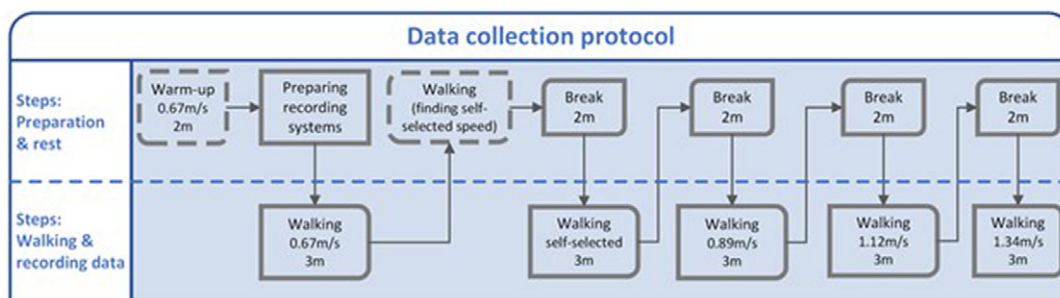 Data collection protocol
Steps:
Preparation
& rest
Warm-up
0.67m/s
2m
Preparing
recording
systems
Walking
(finding self-
selected speed)
Break
2m
Break
2m
Break
2m
Break
2m
Steps:
Walking &
recording data
Walking
0.67m/s
3m
Walking
self-selected
3m
Walking
0.89m/s
3m
Walking
1.12m/s
3m
Walking
1.34m/s
3m